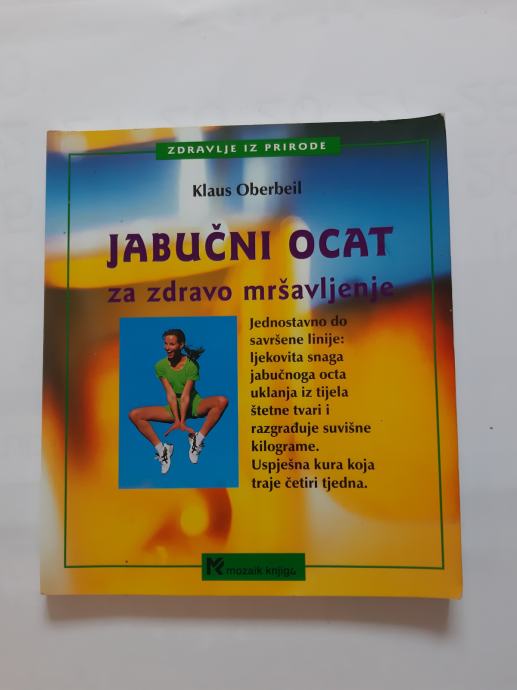 ZDRAVLJE IZ PRIRODE
Klaus Oberbeil
JABUČNI OCAT
za zdravo mršavljenje
Jednostavno do
savršene linije:
ljekovita snaga
jabučnoga octa
uklanja iz tijela
štetne tvari i
razgrađuje suvišne
kilograme.
Uspješna kura koja
traje četiri tjedna.
mozaik knjiga